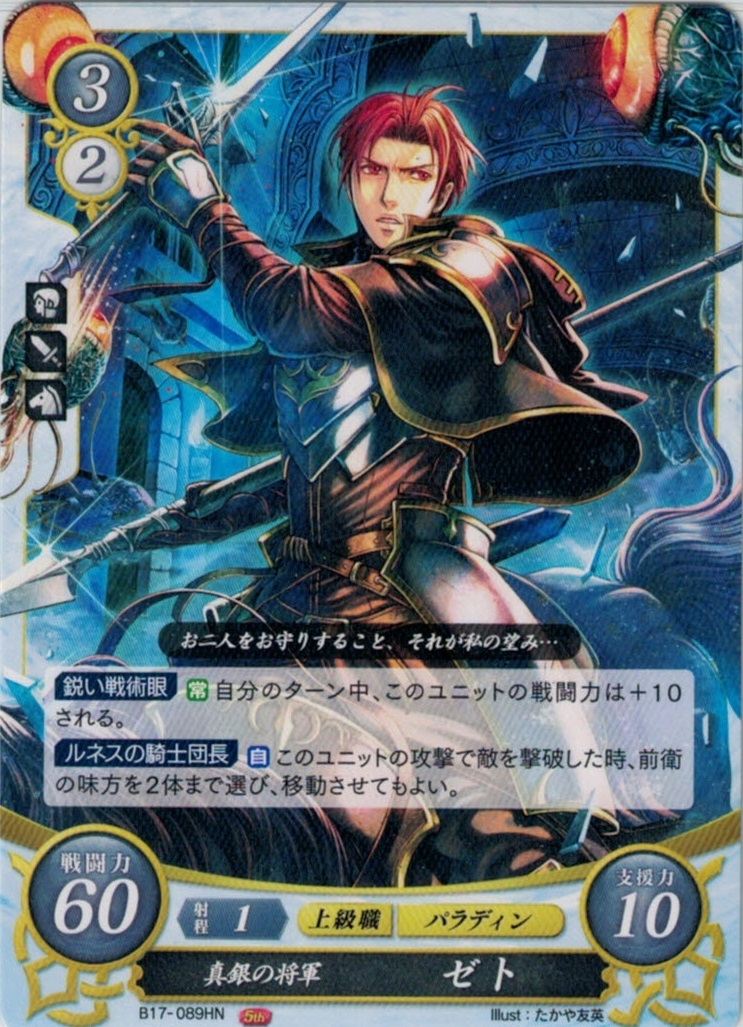 3
2
お二人をお守りすること、それが私の望み…
鋭い戦術眼 常 自分のターン中、このユニットの戦闘力は＋10
される。
ルネスの騎士団長 自 このユニットの攻撃で敵を撃破した時、前衛
の味方を2体まで選び、移動させてもよい。
戦闘力
60
射程 1 上級職 パラディン
支援力
10
真銀の将軍 ゼト
B17-089HN 5th Illust：たかや友英